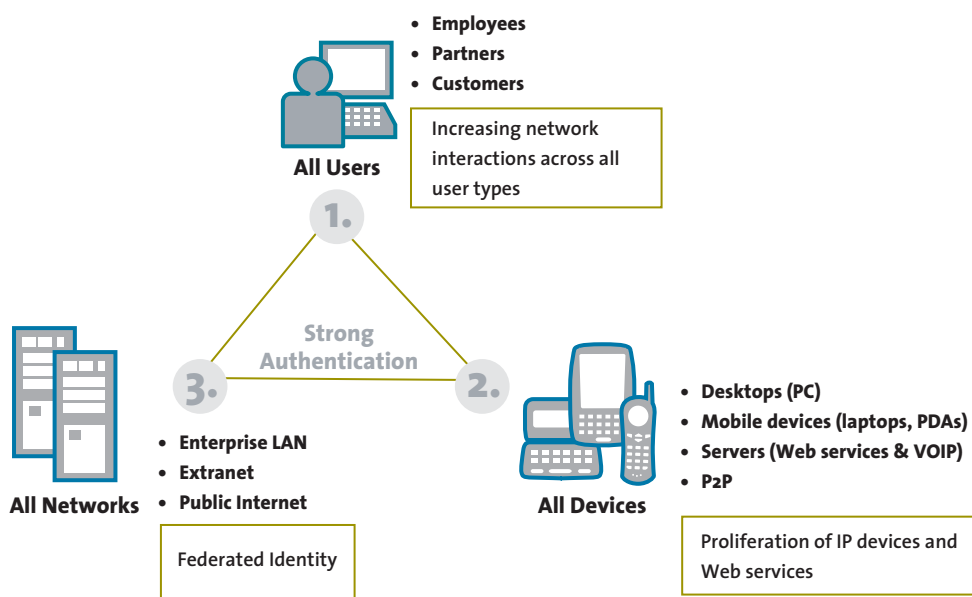 • Employees
• Partners
• Customers
Increasing network
interactions across all
user types
All Users
1.
Strong
Authentication
3.
2.
• Enterprise LAN
• Extranet
• Public Internet
All Networks
Federated Identity
• Desktops (PC)
• Mobile devices (laptops, PDAs)
• Servers (Web services & VOIP)
• P2P
All Devices
Proliferation of IP devices and
Web services